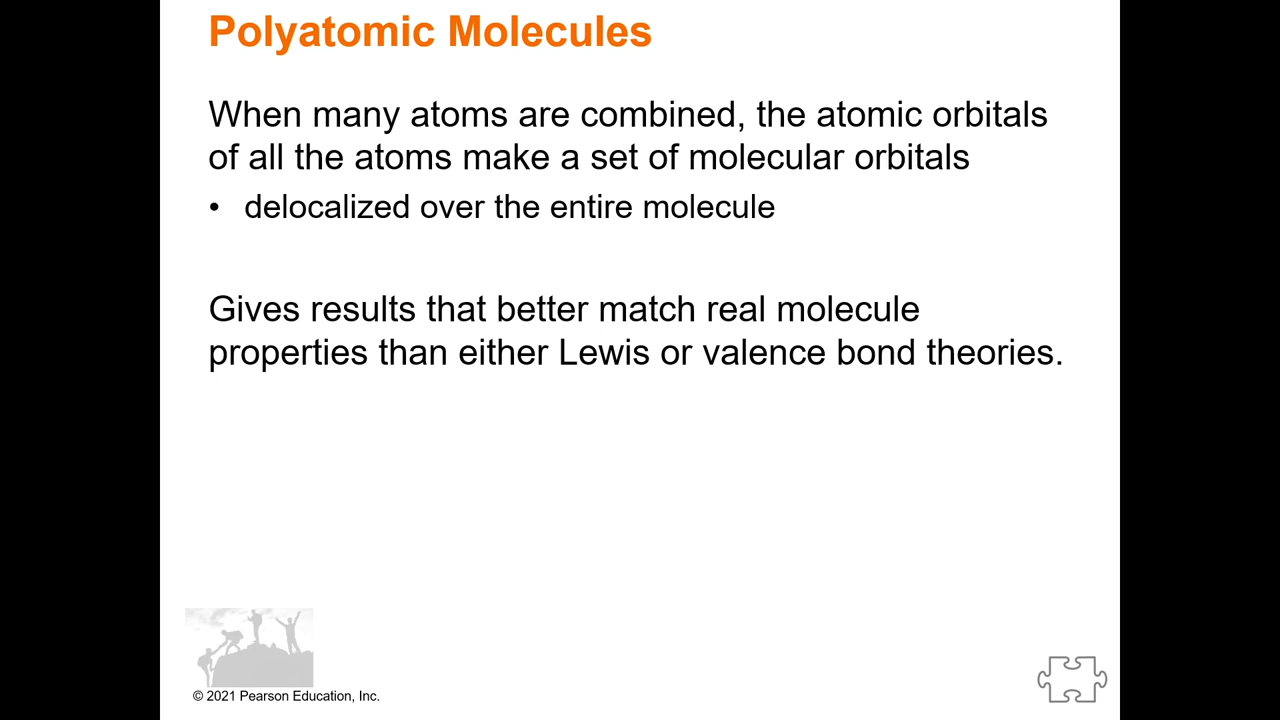 Polyatomic Molecules
When many atoms are combined, the atomic orbitals
of all the atoms make a set of molecular orbitals
• delocalized over the entire molecule
Gives results that better match real molecule
properties than either Lewis or valence bond theories.
© 2021 Pearson Education, Inc.